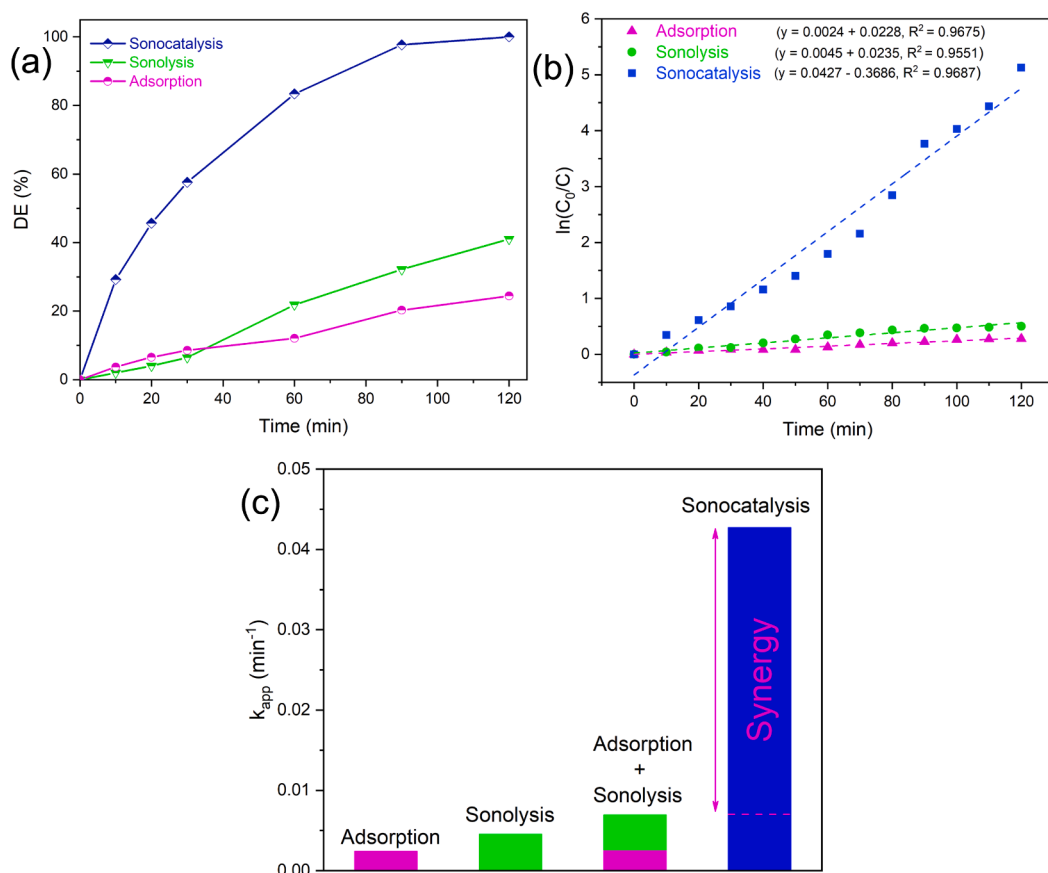 (a)
Sonocatalysis
Sonolysis
Adsorption
100
80
60
40
20
0
DE (%)
0 20 40 60 80 100 120
Time (min)
(b)
Adsorption (y = 0.0024 + 0.0228, R² = 0.9675)
Sonolysis (y = 0.0045 + 0.0235, R² = 0.9551)
Sonocatalysis (y = 0.0427 - 0.3686, R² = 0.9687)
6
5
4
3
2
1
0
ln(C₀/C)
0 20 40 60 80 100 120
Time (min)
(c)
0.05
0.04
0.03
0.02
0.01
0.00
kapp (min⁻¹)
Adsorption
Sonolysis
Adsorption
+
Sonolysis
Sonocatalysis
Synergy